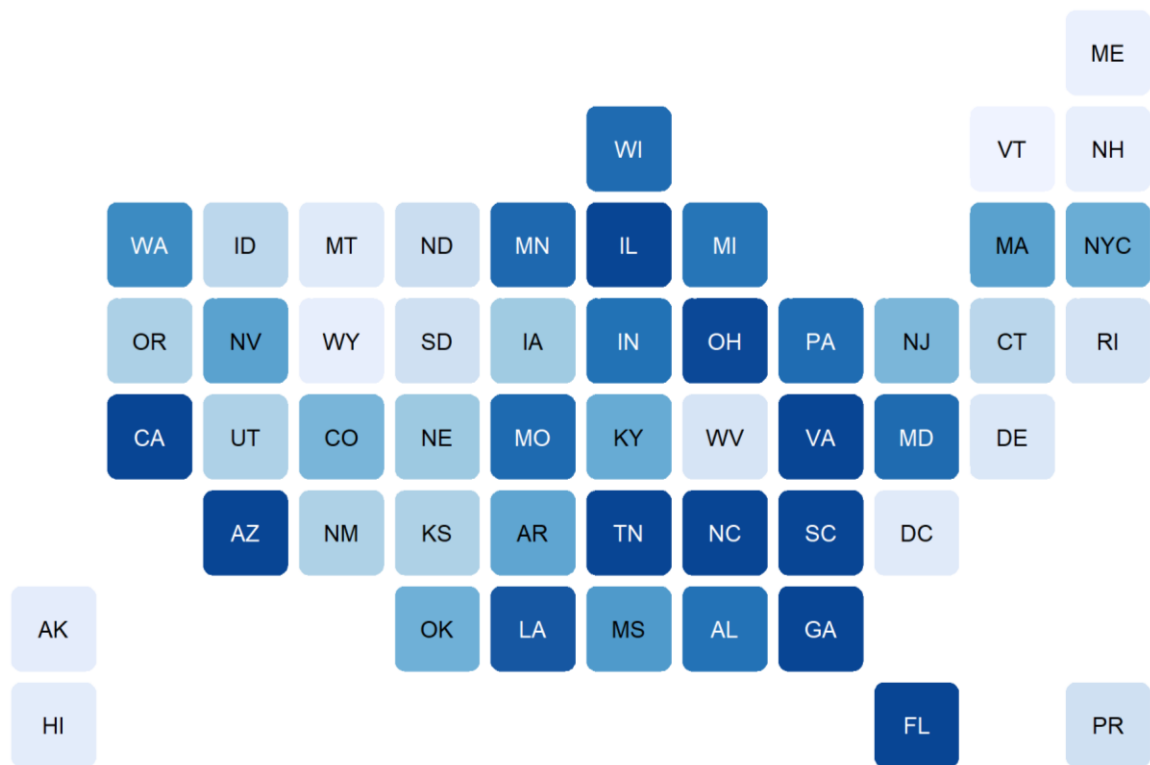 ME
WI VT NH
WA ID MT ND MN IL MI MA NYC
OR NV WY SD IA IN OH PA NJ CT RI
CA UT CO NE MO KY WV VA MD DE
AZ NM KS AR TN NC SC DC
AK OK LA MS AL GA
HI FL PR